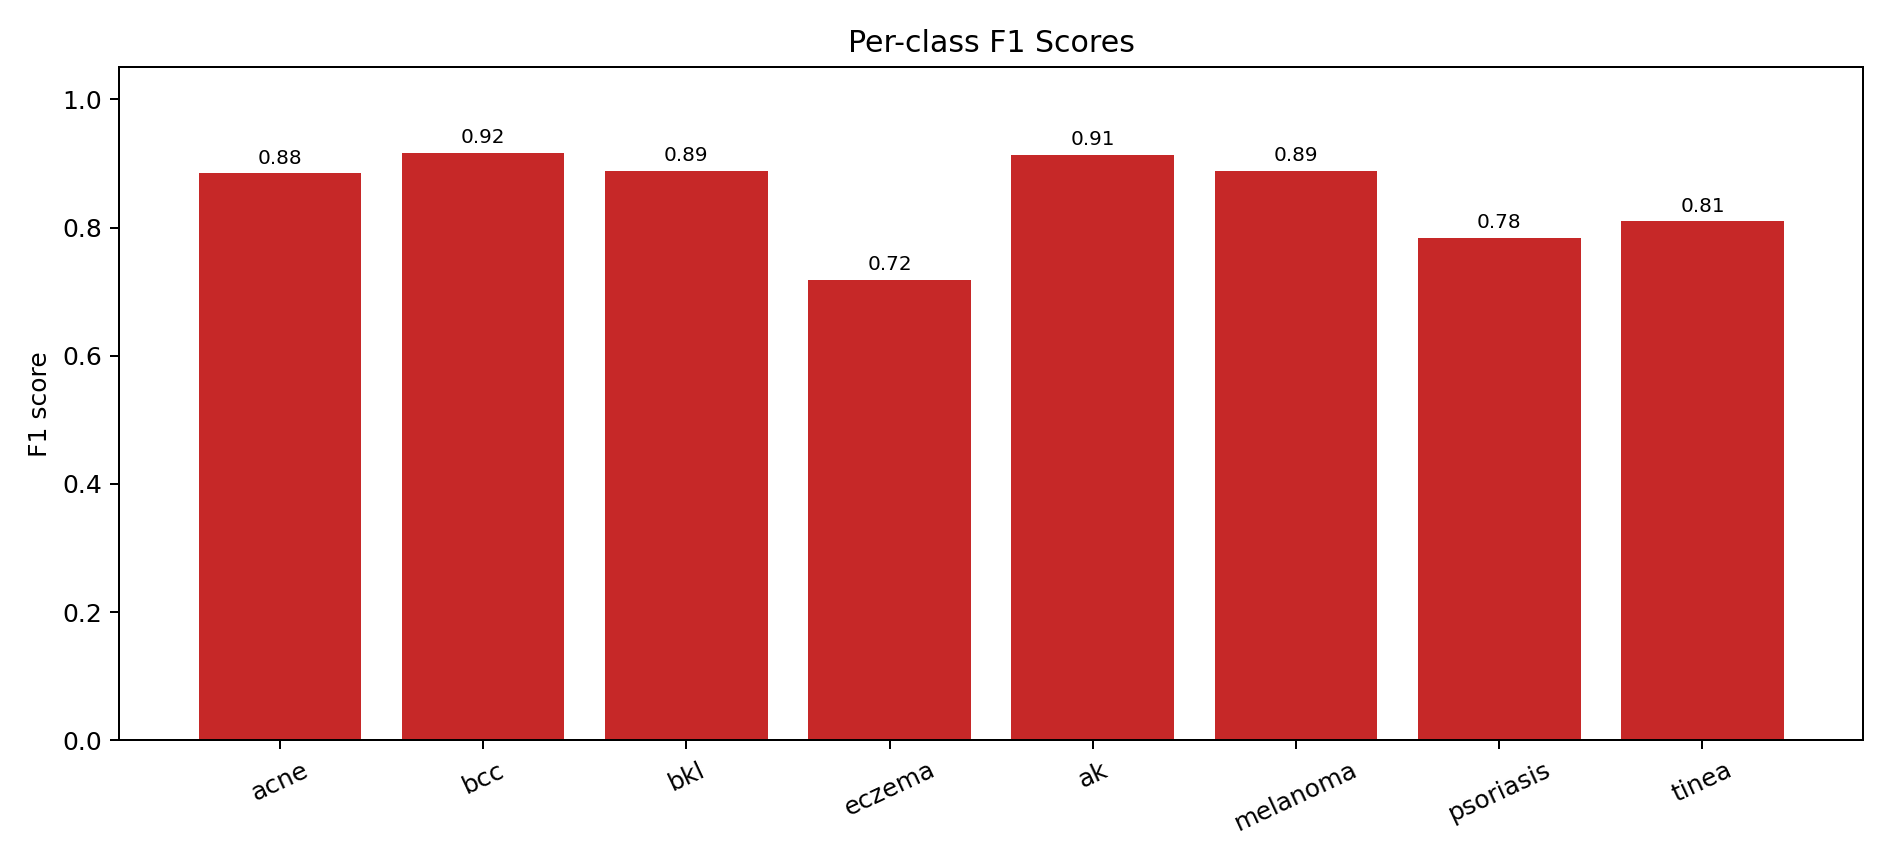 Per-class F1 Scores
F1 score
1.0
0.8
0.6
0.4
0.2
0.0
0.88
0.92
0.89
0.72
0.91
0.89
0.78
0.81
acne
bcc
bkl
eczema
ak
melanoma
psoriasis
tinea